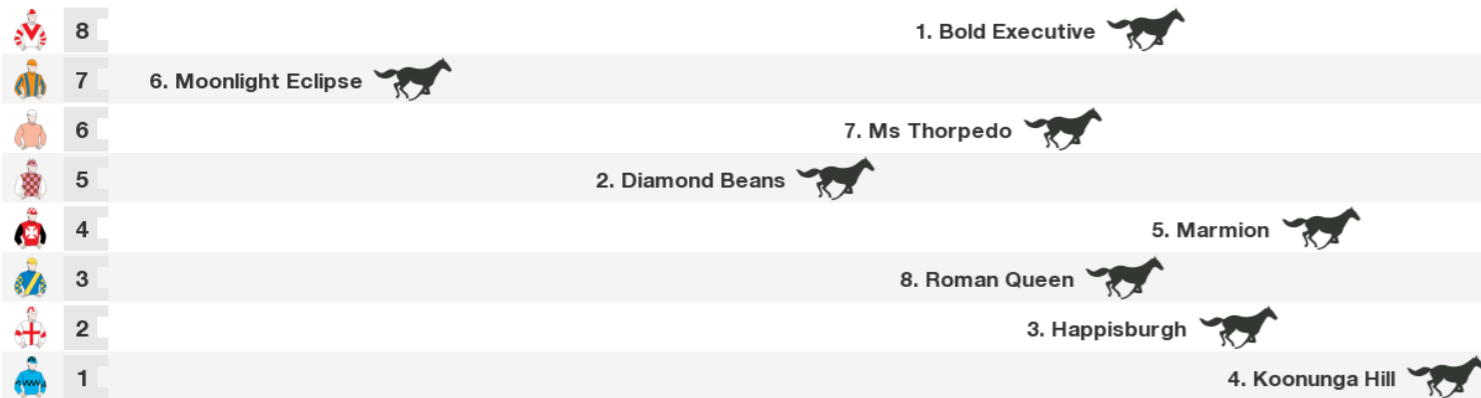 8 1. Bold Executive
7 6. Moonlight Eclipse
6 7. Ms Thorpedo
5 2. Diamond Beans
4 5. Marmion
3 8. Roman Queen
2 3. Happisburgh
1 4. Koonunga Hill